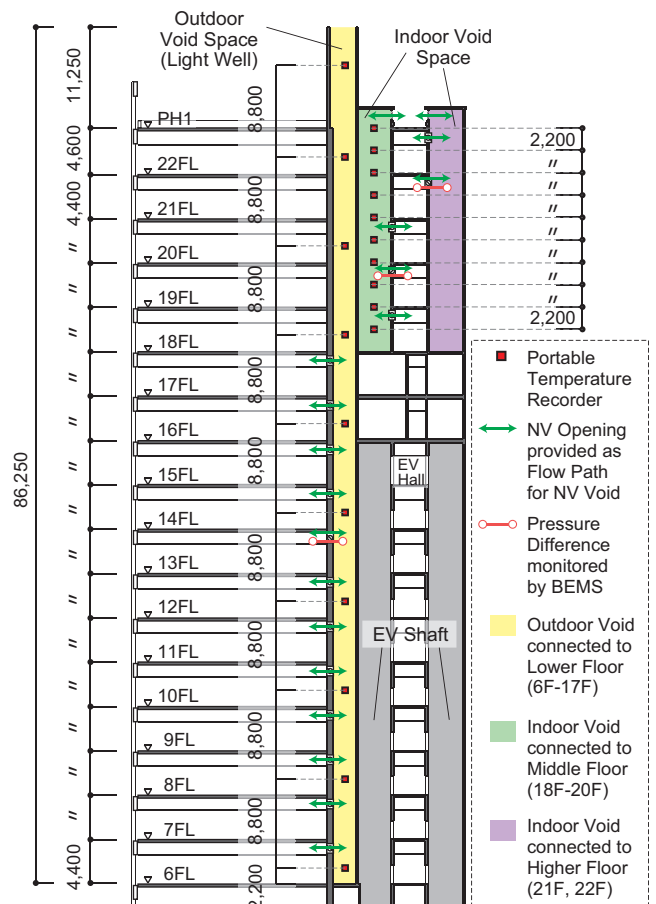 Outdoor
Void Space
(Light Well)
Indoor Void
Space
86,250
11,250
4,600
4,400
〃
〃
〃
〃
〃
〃
〃
〃
〃
〃
〃
〃
〃
4,400
PH1
22FL
21FL
20FL
19FL
18FL
17FL
16FL
15FL
14FL
13FL
12FL
11FL
10FL
9FL
8FL
7FL
6FL
8,800
8,800
8,800
8,800
8,800
8,800
8,800
8,800
8,800
2,200
2,200
〃
〃
〃
〃
〃
〃
〃
2,200
EV
Hall
EV Shaft
Portable
Temperature
Recorder
NV Opening
provided as
Flow Path
for NV Void
Pressure
Difference
monitored
by BEMS
Outdoor Void
connected to
Lower Floor
(6F-17F)
Indoor Void
connected to
Middle Floor
(18F-20F)
Indoor Void
connected to
Higher Floor
(21F, 22F)